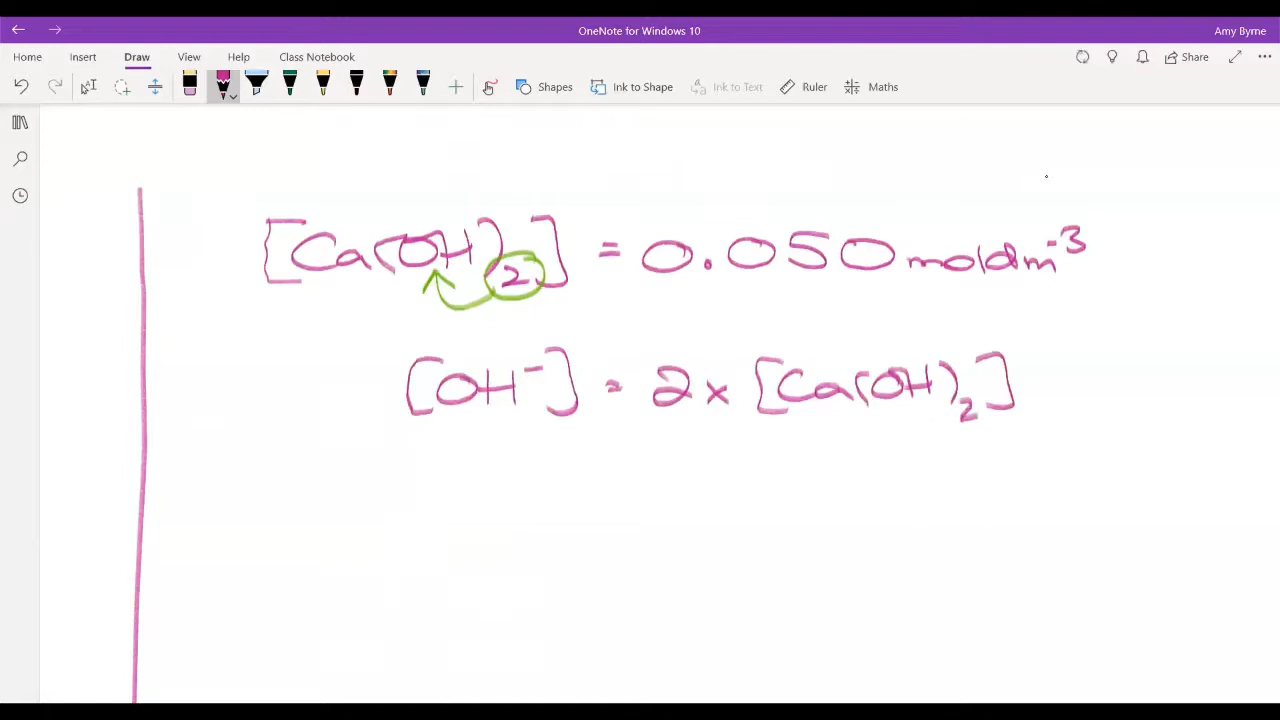 OneNote for Windows 10
Amy Byrne
Home Insert Draw View Help Class Notebook
Share
Shapes Ink to Shape Ink to Text Ruler Maths
[Ca(OH)₂] = 0.050 moldm⁻³
[OH⁻] = 2 × [Ca(OH)₂]